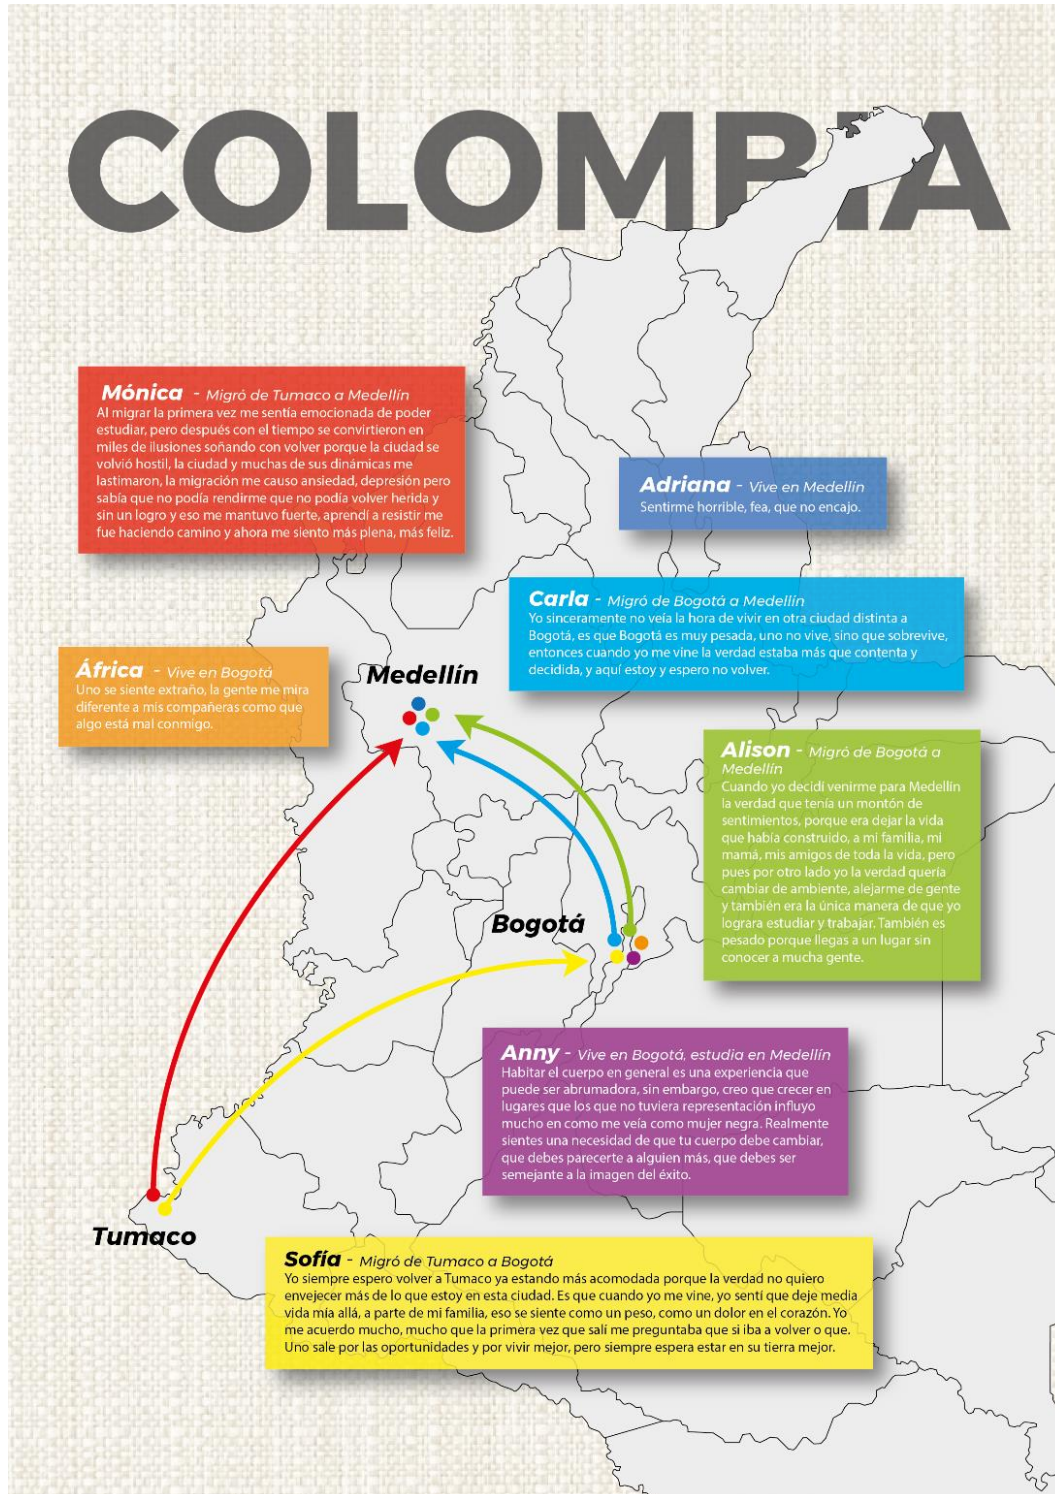 COLOMBIA
Mónica - Migró de Tumaco a Medellín
Al migrar la primera vez me sentía emocionada de poder
estudiar, pero después con el tiempo se convirtieron en
miles de ilusiones soñando con volver porque la ciudad se
volvió hostil, la ciudad y muchas de sus dinámicas me
lastimaron, la migración me causo ansiedad, depresión pero
sabía que no podía rendirme que no podía volver herida y
sin un logro y eso me mantuvo fuerte, aprendí a resistir me
fue haciendo camino y ahora me siento más plena, más feliz.
Adriana - Vive en Medellín
Sentirme horrible, fea, que no encajo.
Carla - Migró de Bogotá a Medellín
Yo sinceramente no veía la hora de vivir en otra ciudad distinta a
Bogotá, es que Bogotá es muy pesada, uno no vive, sino que sobrevive,
entonces cuando yo me vine la verdad estaba más que contenta y
decidida, y aquí estoy y espero no volver.
África - Vive en Bogotá
Uno se siente extraño, la gente me mira
diferente a mis compañeras como que
algo está mal conmigo.
Medellín
Alison - Migró de Bogotá a
Medellín
Cuando yo decidí venirme para Medellín
la verdad que tenía un montón de
sentimientos, porque era dejar la vida
que había construido, a mi familia, mi
mamá, mis amigos de toda la vida, pero
pues por otro lado yo la verdad quería
cambiar de ambiente, alejarme de gente
y también era la única manera de que yo
lograra estudiar y trabajar. También es
pesado porque llegas a un lugar sin
conocer a mucha gente.
Bogotá
Anny - Vive en Bogotá, estudia en Medellín
Habitar el cuerpo en general es una experiencia que
puede ser abrumadora, sin embargo, creo que crecer en
lugares que los que no tuviera representación influyo
mucho en como me veía como mujer negra. Realmente
sientes una necesidad de que tu cuerpo debe cambiar,
que debes parecerte a alguien más, que debes ser
semejante a la imagen del éxito.
Tumaco
Sofía - Migró de Tumaco a Bogotá
Yo siempre espero volver a Tumaco ya estando más acomodada porque la verdad no quiero
envejecer más de lo que estoy en esta ciudad. Es que cuando yo me vine, yo sentí que deje media
vida mía allá, a parte de mi familia, eso se siente como un peso, como un dolor en el corazón. Yo
me acuerdo mucho, mucho que la primera vez que salí me preguntaba que si iba a volver o que.
Uno sale por las oportunidades y por vivir mejor, pero siempre espera estar en su tierra mejor.